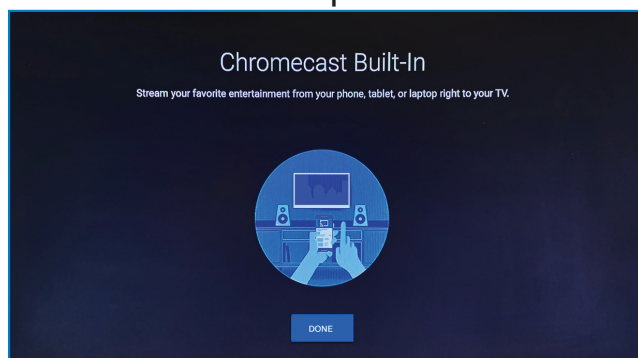 Chromecast Built-In
Stream your favorite entertainment from your phone, tablet, or laptop right to your TV.
DONE